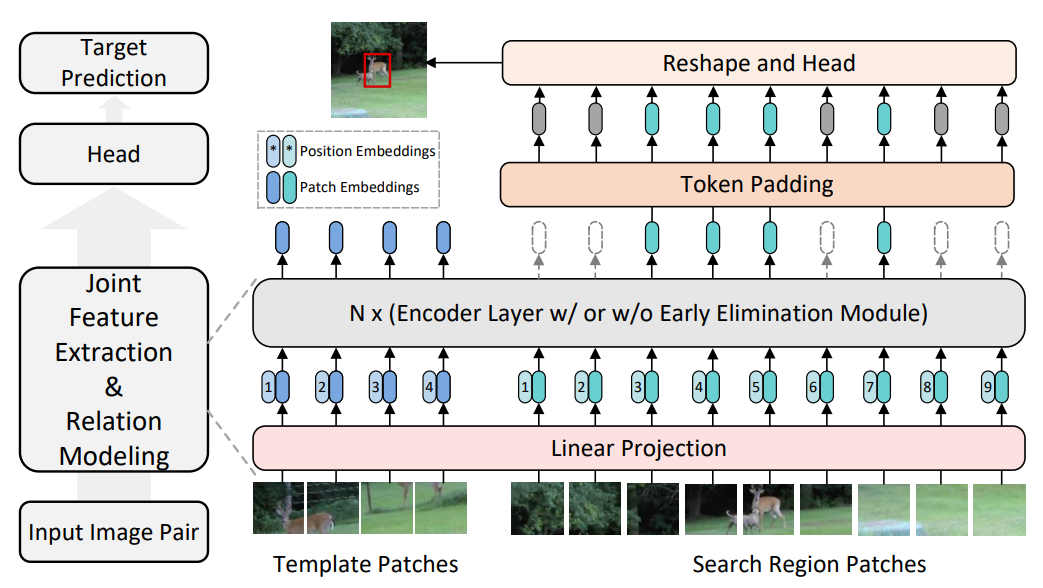 Target
Prediction
Head
Joint
Feature
Extraction
&
Relation
Modeling
Input Image Pair
Reshape and Head
* * Position Embeddings
Patch Embeddings
Token Padding
N x (Encoder Layer w/ or w/o Early Elimination Module)
1 2 3 4 1 2 3 4 5 6 7 8 9
Linear Projection
Template Patches
Search Region Patches